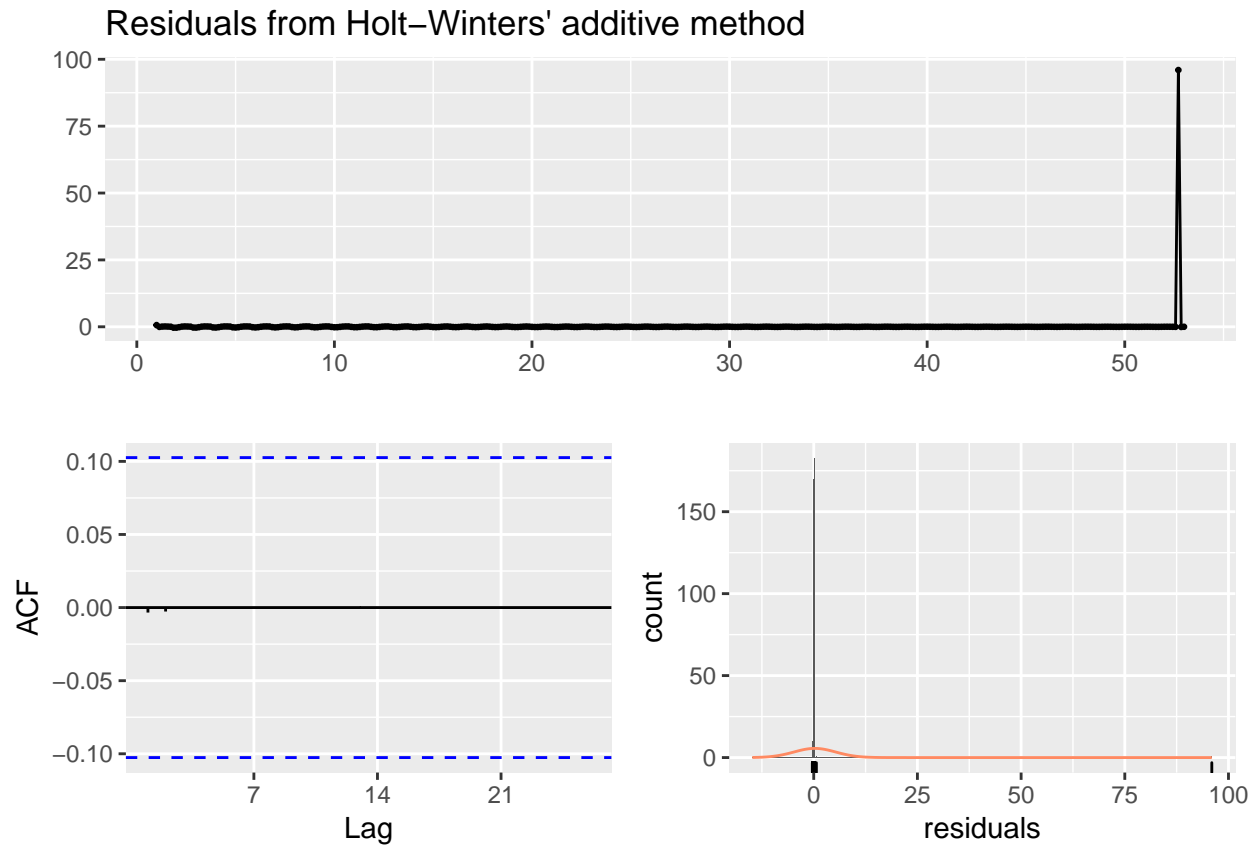 Residuals from Holt−Winters' additive method
100
75
50
25
0
0 10 20 30 40 50
0.10
0.05
0.00
−0.05
−0.10
ACF
7 14 21
Lag
150
100
50
0
count
0 25 50 75 100
residuals